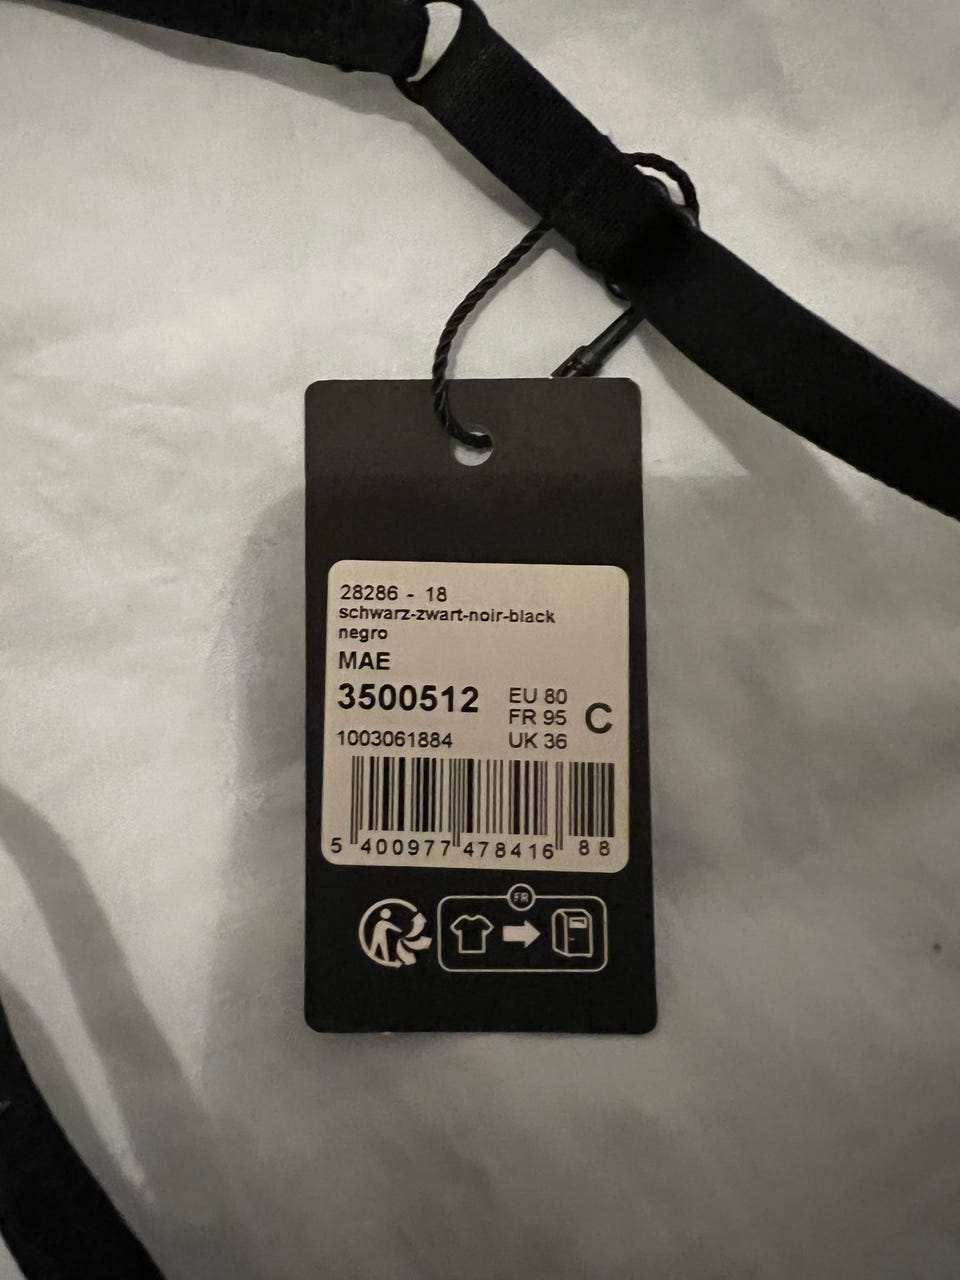 28286 - 18
schwarz-zwart-noir-black
negro
MAE
3500512
EU 80
FR 95
UK 36
C
1003061884
5 400977 478416 88
FR